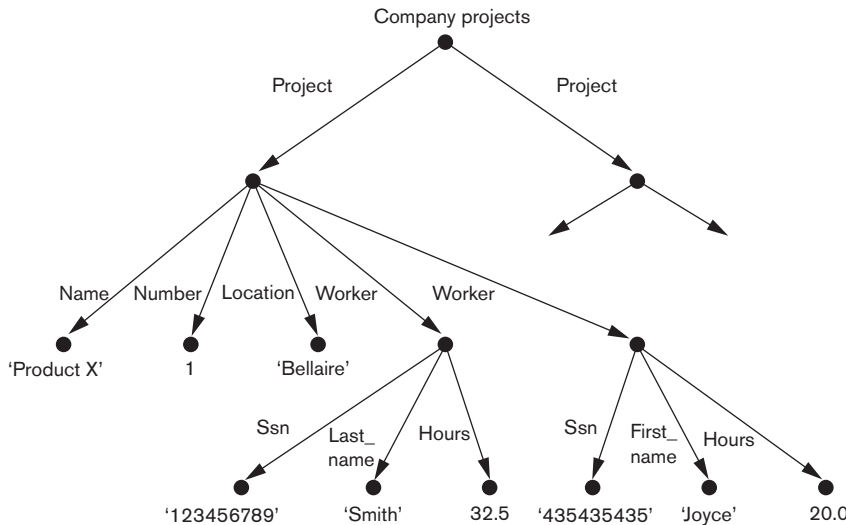 Company projects
Project
Project
Name
Number
Location
Worker
Worker
‘Product X’
1
‘Bellaire’
Ssn
Last_
name
Hours
Ssn
First_
name
Hours
‘123456789’
‘Smith’
32.5
‘435435435’
‘Joyce’
20.0